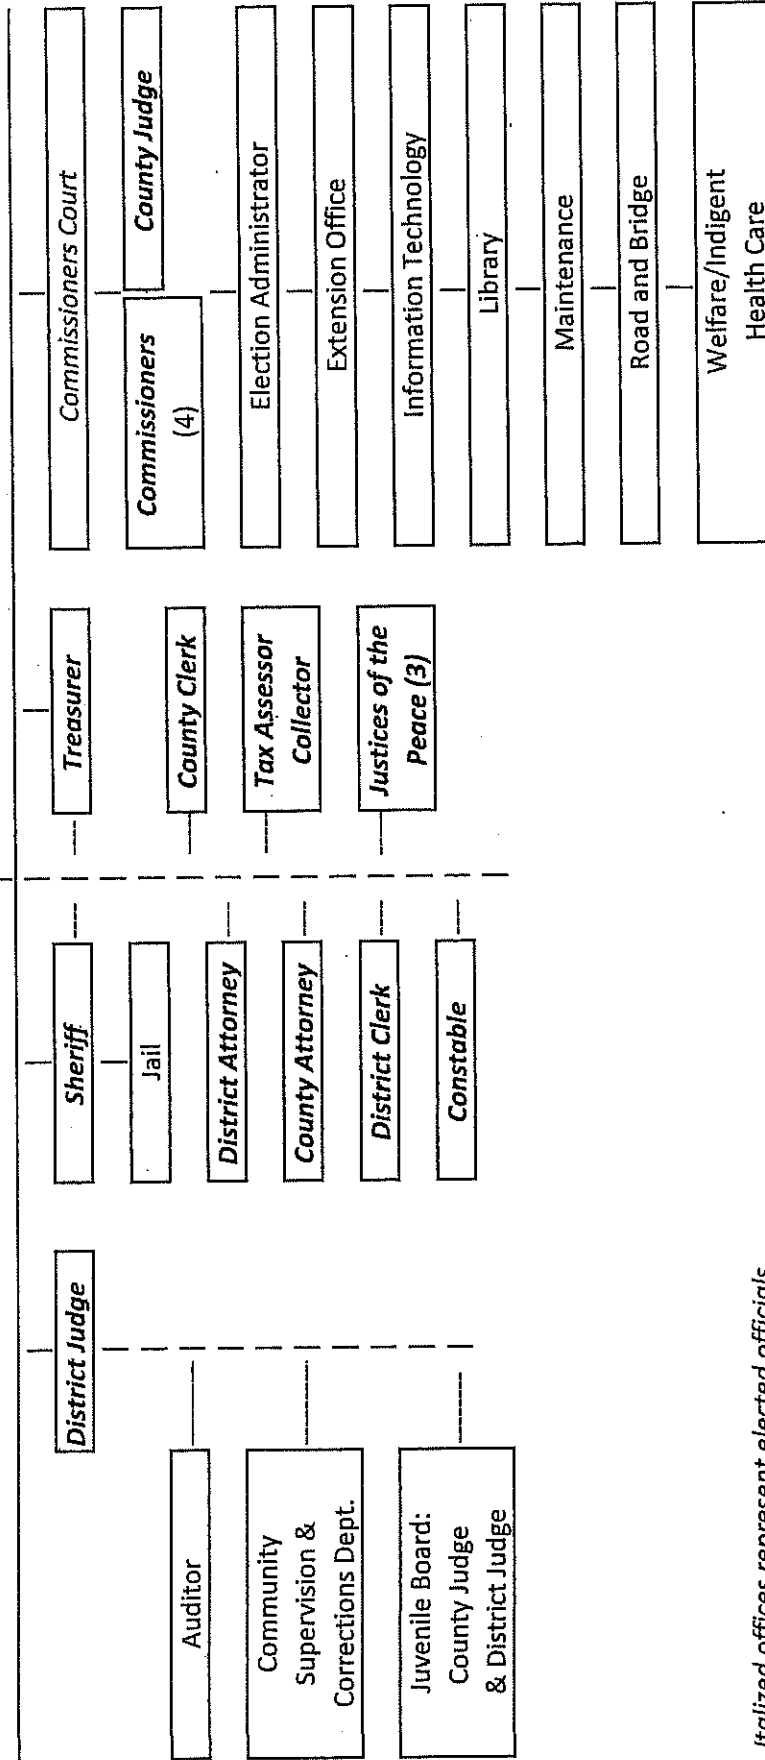 District Judge
Auditor
Community
Supervision &
Corrections Dept.
Juvenile Board:
County Judge
& District Judge
Sheriff
Jail
District Attorney
County Attorney
District Clerk
Constable
Treasurer
County Clerk
Tax Assessor
Collector
Justices of the
Peace (3)
Commissioners Court
Commissioners
(4)
County Judge
Election Administrator
Extension Office
Information Technology
Library
Maintenance
Road and Bridge
Welfare/Indigent
Health Care
Italized offices represent elected officials